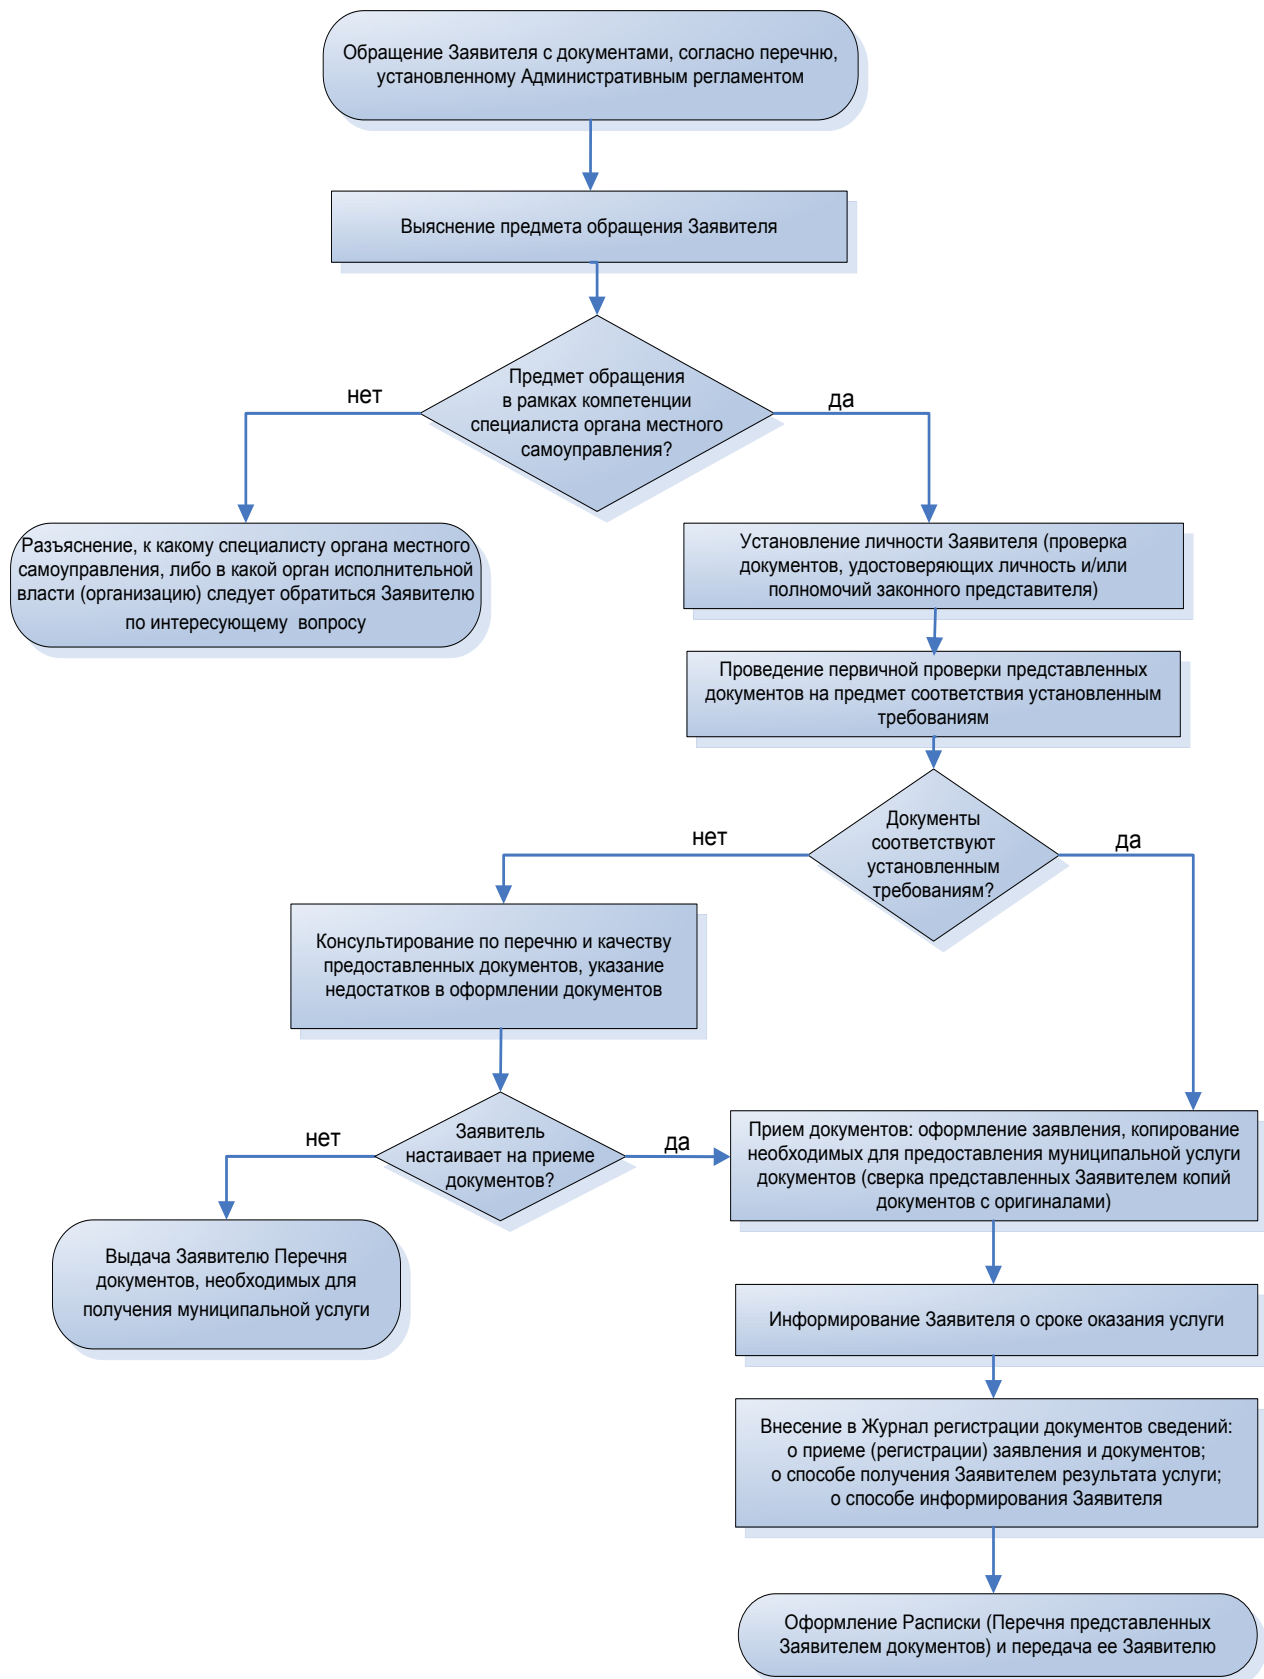 Обращение Заявителя с документами, согласно перечню,
установленному Административным регламентом
Выяснение предмета обращения Заявителя
Предмет обращения
в рамках компетенции
специалиста органа местного
самоуправления?
нет
да
Разъяснение, к какому специалисту органа местного
самоуправления, либо в какой орган исполнительной
власти (организацию) следует обратиться Заявителю
по интересующему вопросу
Установление личности Заявителя (проверка
документов, удостоверяющих личность и/или
полномочий законного представителя)
Проведение первичной проверки представленных
документов на предмет соответствия установленным
требованиям
Документы
соответствуют
установленным
требованиям?
нет
да
Консультирование по перечню и качеству
предоставленных документов, указание
недостатков в оформлении документов
Заявитель
настаивает на приеме
документов?
нет
да
Прием документов: оформление заявления, копирование
необходимых для предоставления муниципальной услуги
документов (сверка представленных Заявителем копий
документов с оригиналами)
Выдача Заявителю Перечня
документов, необходимых для
получения муниципальной услуги
Информирование Заявителя о сроке оказания услуги
Внесение в Журнал регистрации документов сведений:
о приеме (регистрации) заявления и документов;
о способе получения Заявителем результата услуги;
о способе информирования Заявителя
Оформление Расписки (Перечня представленных
Заявителем документов) и передача ее Заявителю